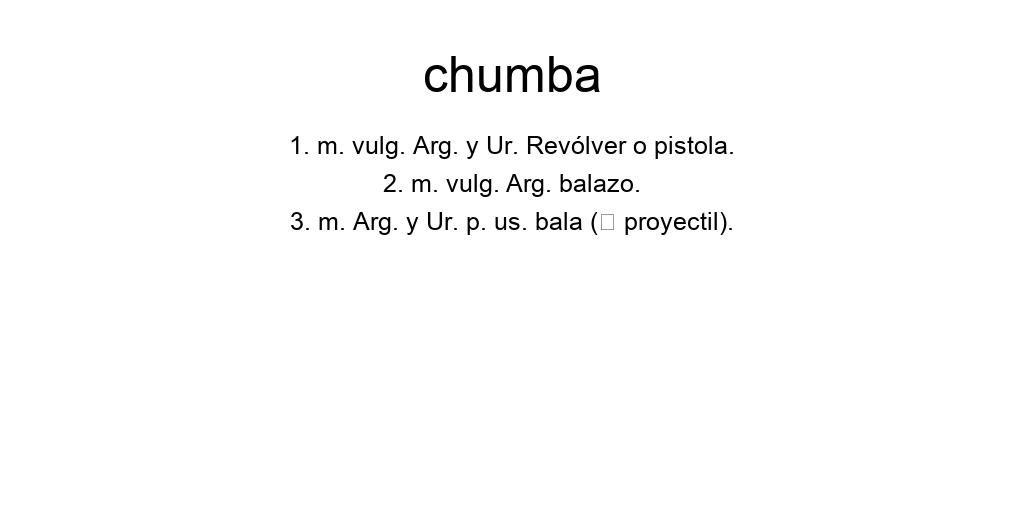 chumba
1. m. vulg. Arg. y Ur. Revólver o pistola.
2. m. vulg. Arg. balazo.
3. m. Arg. y Ur. p. us. bala (□ proyectil).